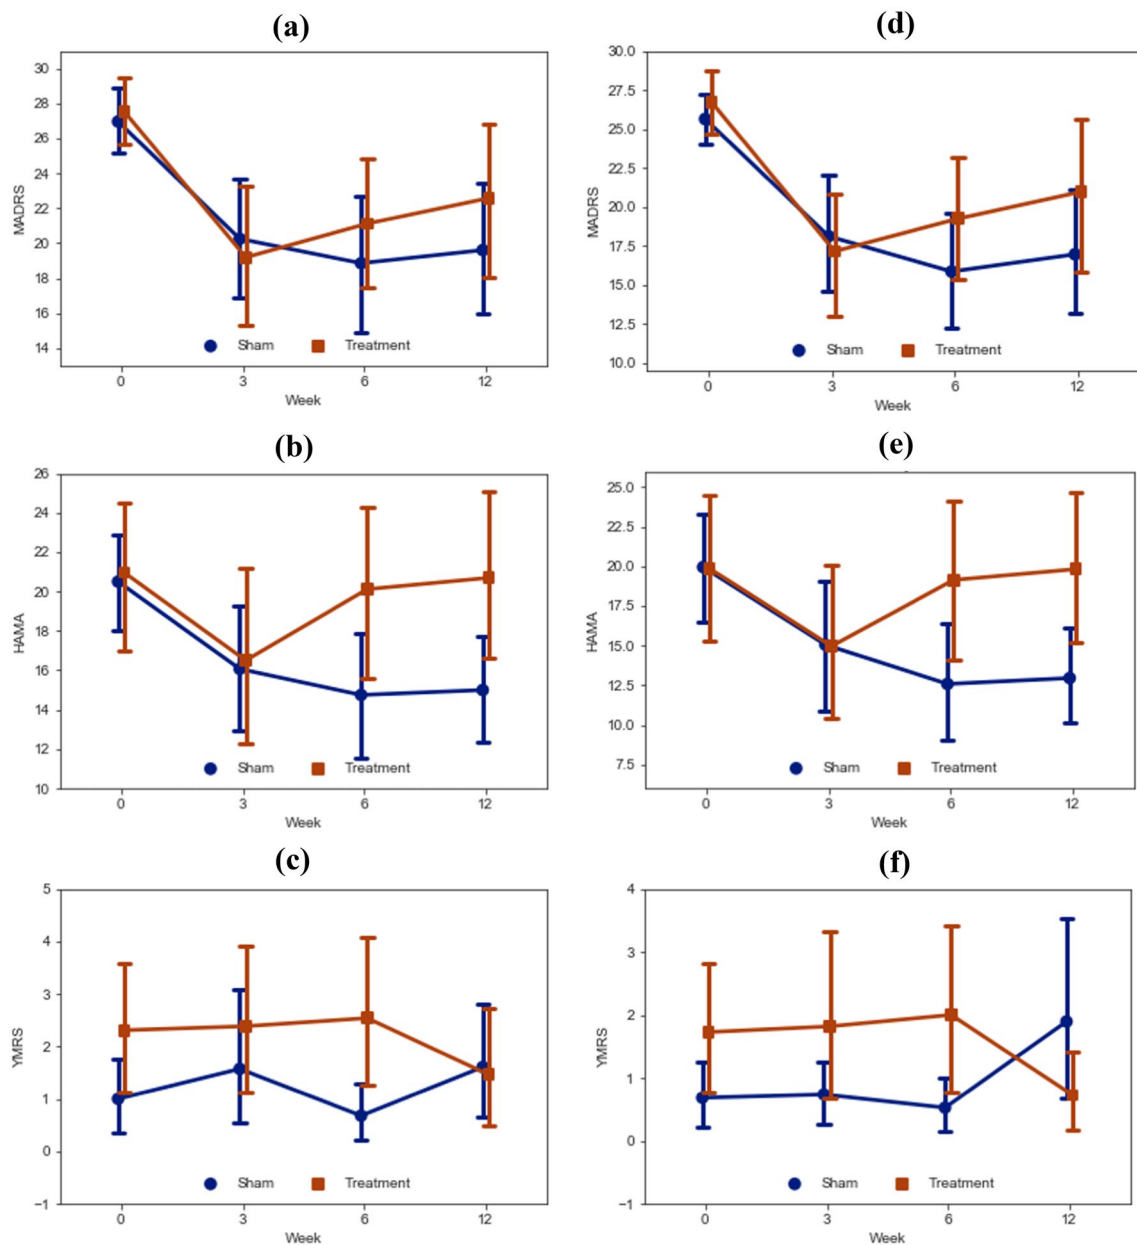 (a)
30
28
26
24
22
20
18
16
14
MADRS
Sham Treatment
0 3 6 12
Week
(d)
30.0
27.5
25.0
22.5
20.0
17.5
15.0
12.5
10.0
MADRS
Sham Treatment
0 3 6 12
Week
(b)
26
24
22
20
18
16
14
12
10
HAMA
Sham Treatment
0 3 6 12
Week
(e)
25.0
22.5
20.0
17.5
15.0
12.5
10.0
7.5
HAMA
Sham Treatment
0 3 6 12
Week
(c)
5
4
3
2
1
0
−1
YMRS
Sham Treatment
0 3 6 12
Week
(f)
4
3
2
1
0
−1
YMRS
Sham Treatment
0 3 6 12
Week